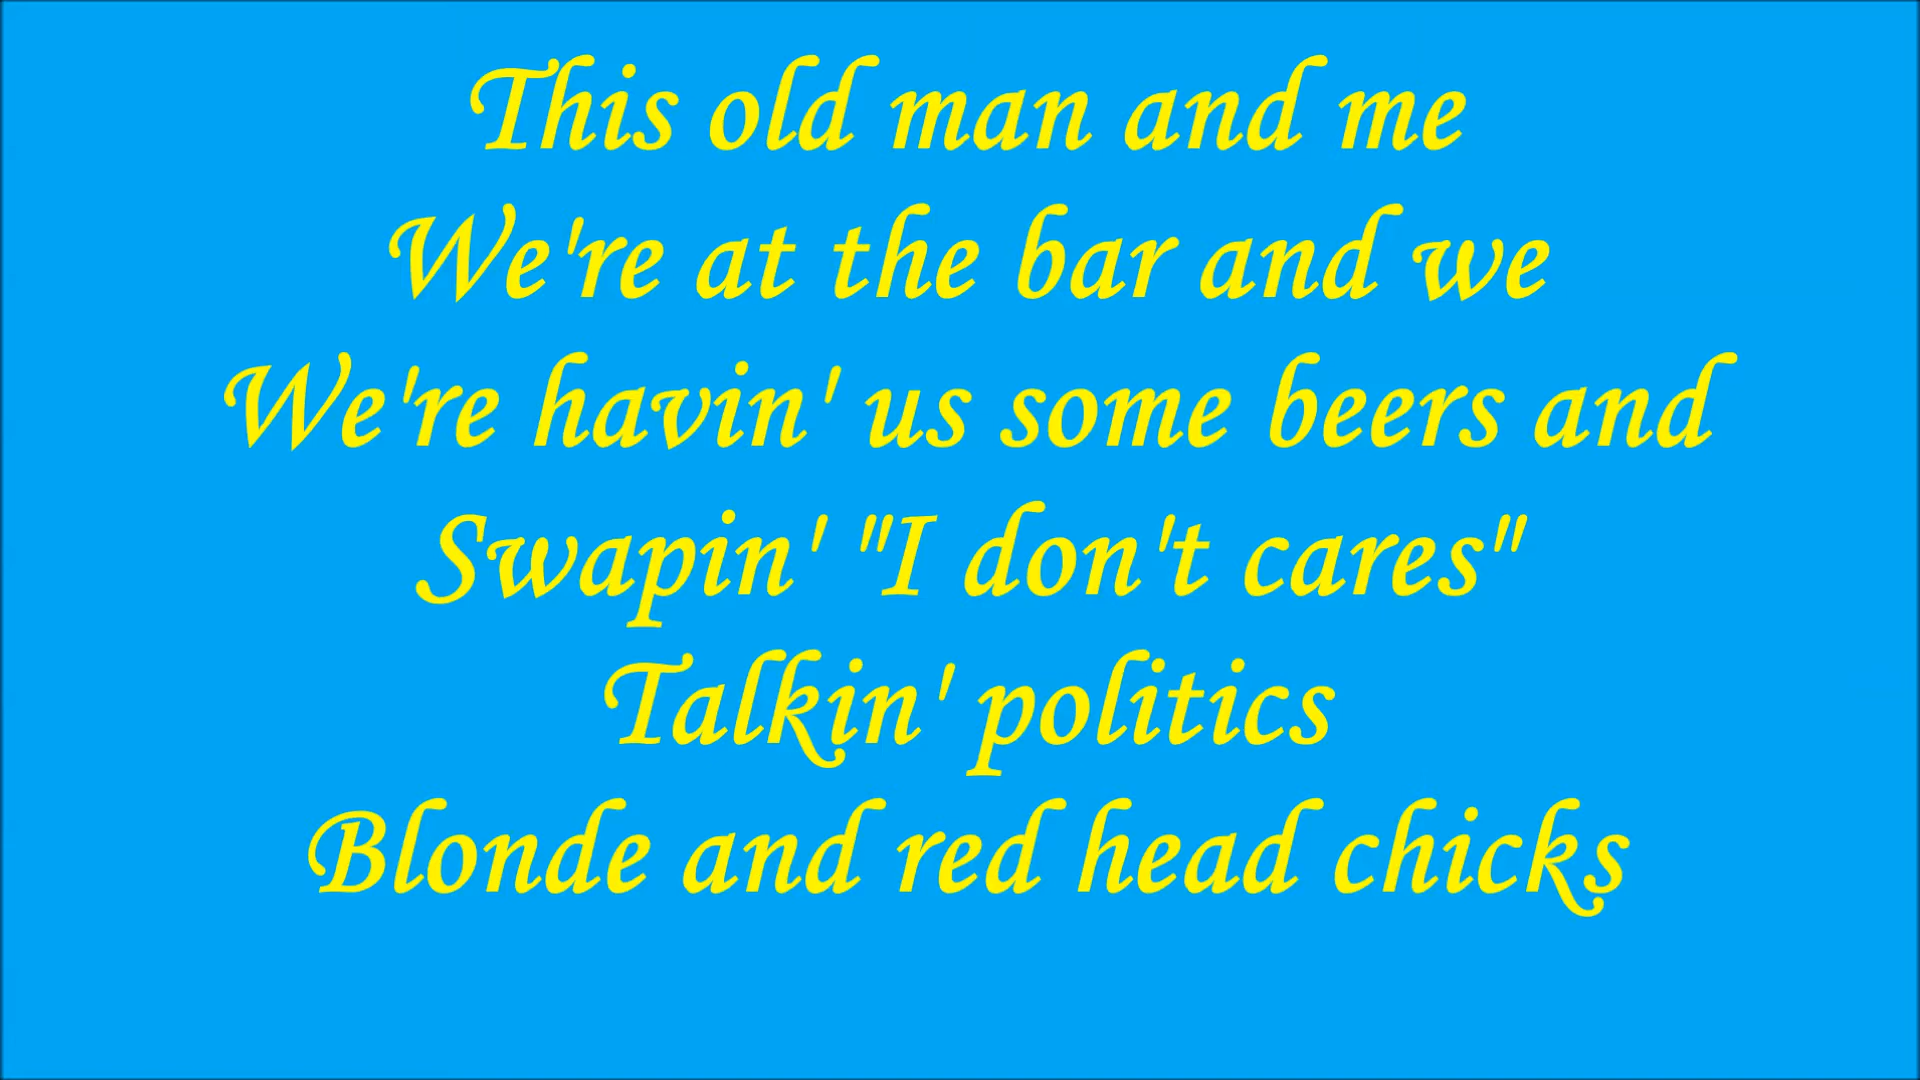 This old man and me
We're at the bar and we
We're havin' us some beers and
Swapin' "I don't cares"
Talkin' politics
Blonde and red head chicks